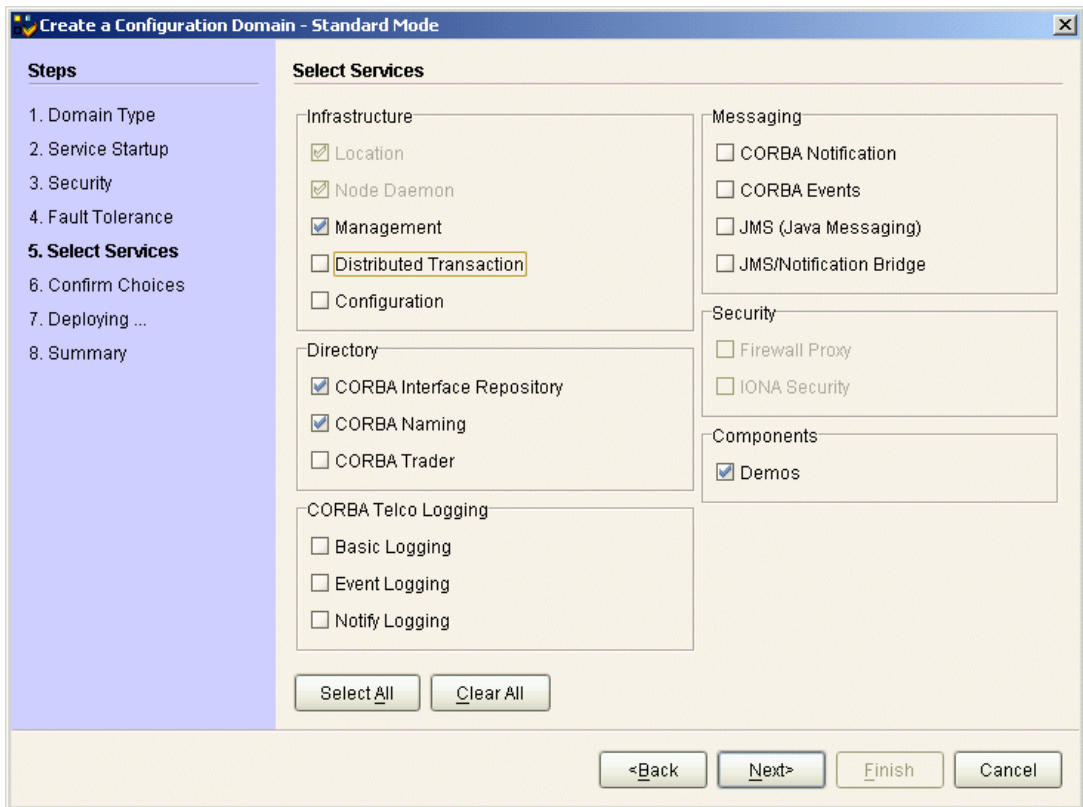 Create a Configuration Domain - Standard Mode
Steps
1. Domain Type
2. Service Startup
3. Security
4. Fault Tolerance
5. Select Services
6. Confirm Choices
7. Deploying ...
8. Summary
Select Services
Infrastructure
Location
Node Daemon
Management
Distributed Transaction
Configuration
Directory
CORBA Interface Repository
CORBA Naming
CORBA Trader
CORBA Telco Logging
Basic Logging
Event Logging
Notify Logging
Messaging
CORBA Notification
CORBA Events
JMS (Java Messaging)
JMS/Notification Bridge
Security
Firewall Proxy
IONA Security
Components
Demos
Select All
Clear All
<Back
Next>
Finish
Cancel